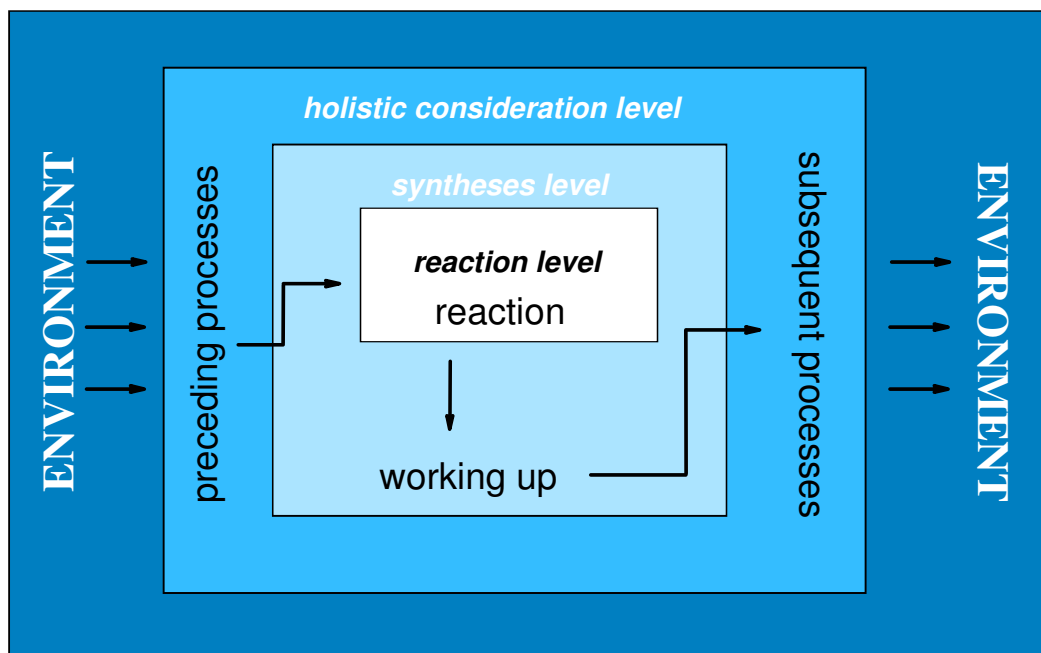 holistic consideration level
syntheses level
reaction level
reaction
working up
ENVIRONMENT
preceding processes
subsequent processes
ENVIRONMENT